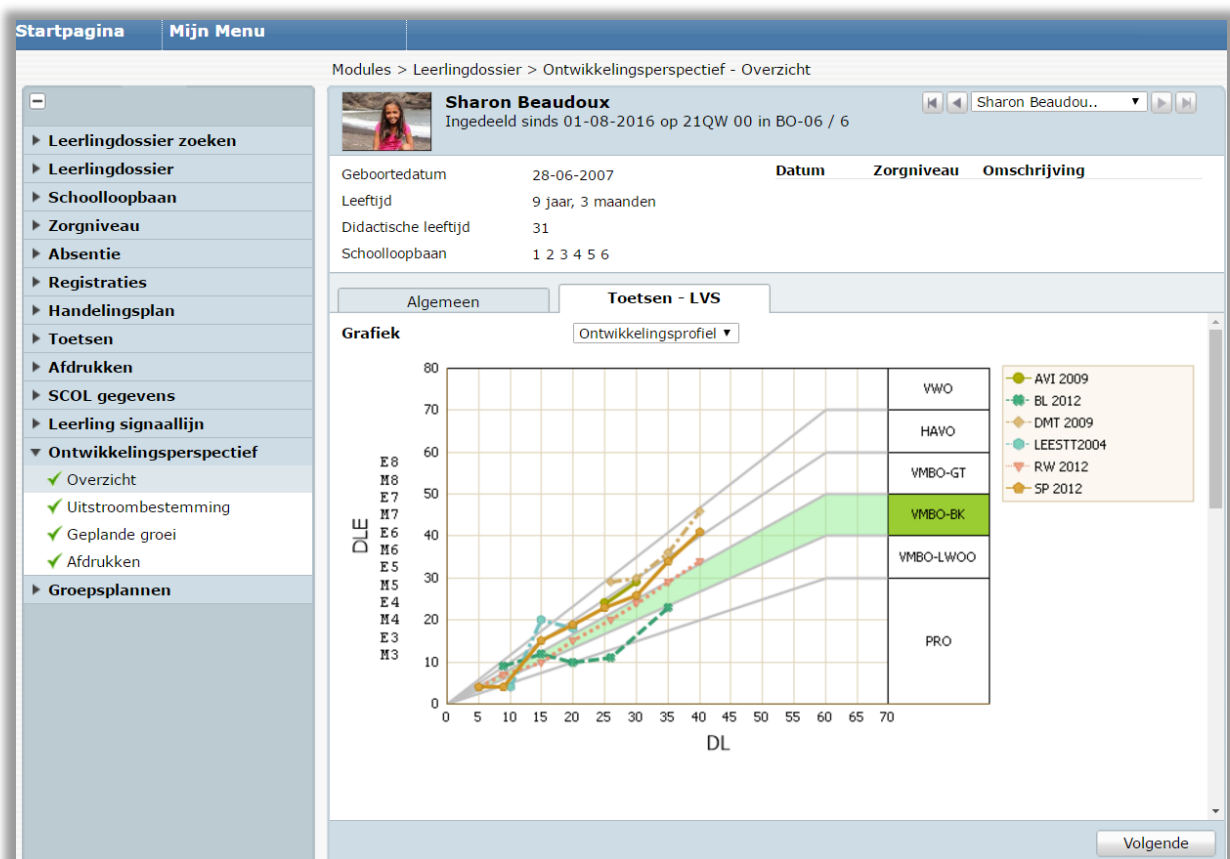 Startpagina Mijn Menu
Modules > Leerlingdossier > Ontwikkelingsperspectief - Overzicht
Sharon Beaudoux
Sharon Beaudou..
Ingedeeld sinds 01-08-2016 op 21QW 00 in BO-06 / 6
Geboortedatum 28-06-2007
Leeftijd 9 jaar, 3 maanden
Didactische leeftijd 31
Schoolloopbaan 1 2 3 4 5 6
Datum Zorgniveau Omschrijving
Leerlingdossier zoeken
Leerlingdossier
Schoolloopbaan
Zorgniveau
Absentie
Registraties
Handelingsplan
Toetsen
Afdrukken
SCOL gegevens
Leerling signaallijn
Ontwikkelingsperspectief
Overzicht
Uitstroombestemming
Geplande groei
Afdrukken
Groepsplannen
Algemeen Toetsen - LVS
Grafiek Ontwikkelingsprofiel
DLE
E8
M8
E7
M7
E6
M6
E5
M5
E4
M4
E3
M3
80
70
60
50
40
30
20
10
0
0 5 10 15 20 25 30 35 40 45 50 55 60 65 70
DL
VWO
HAVO
VMBO-GT
VMBO-BK
VMBO-LWOO
PRO
AVI 2009
BL 2012
DMT 2009
LEESTT2004
RW 2012
SP 2012
Volgende